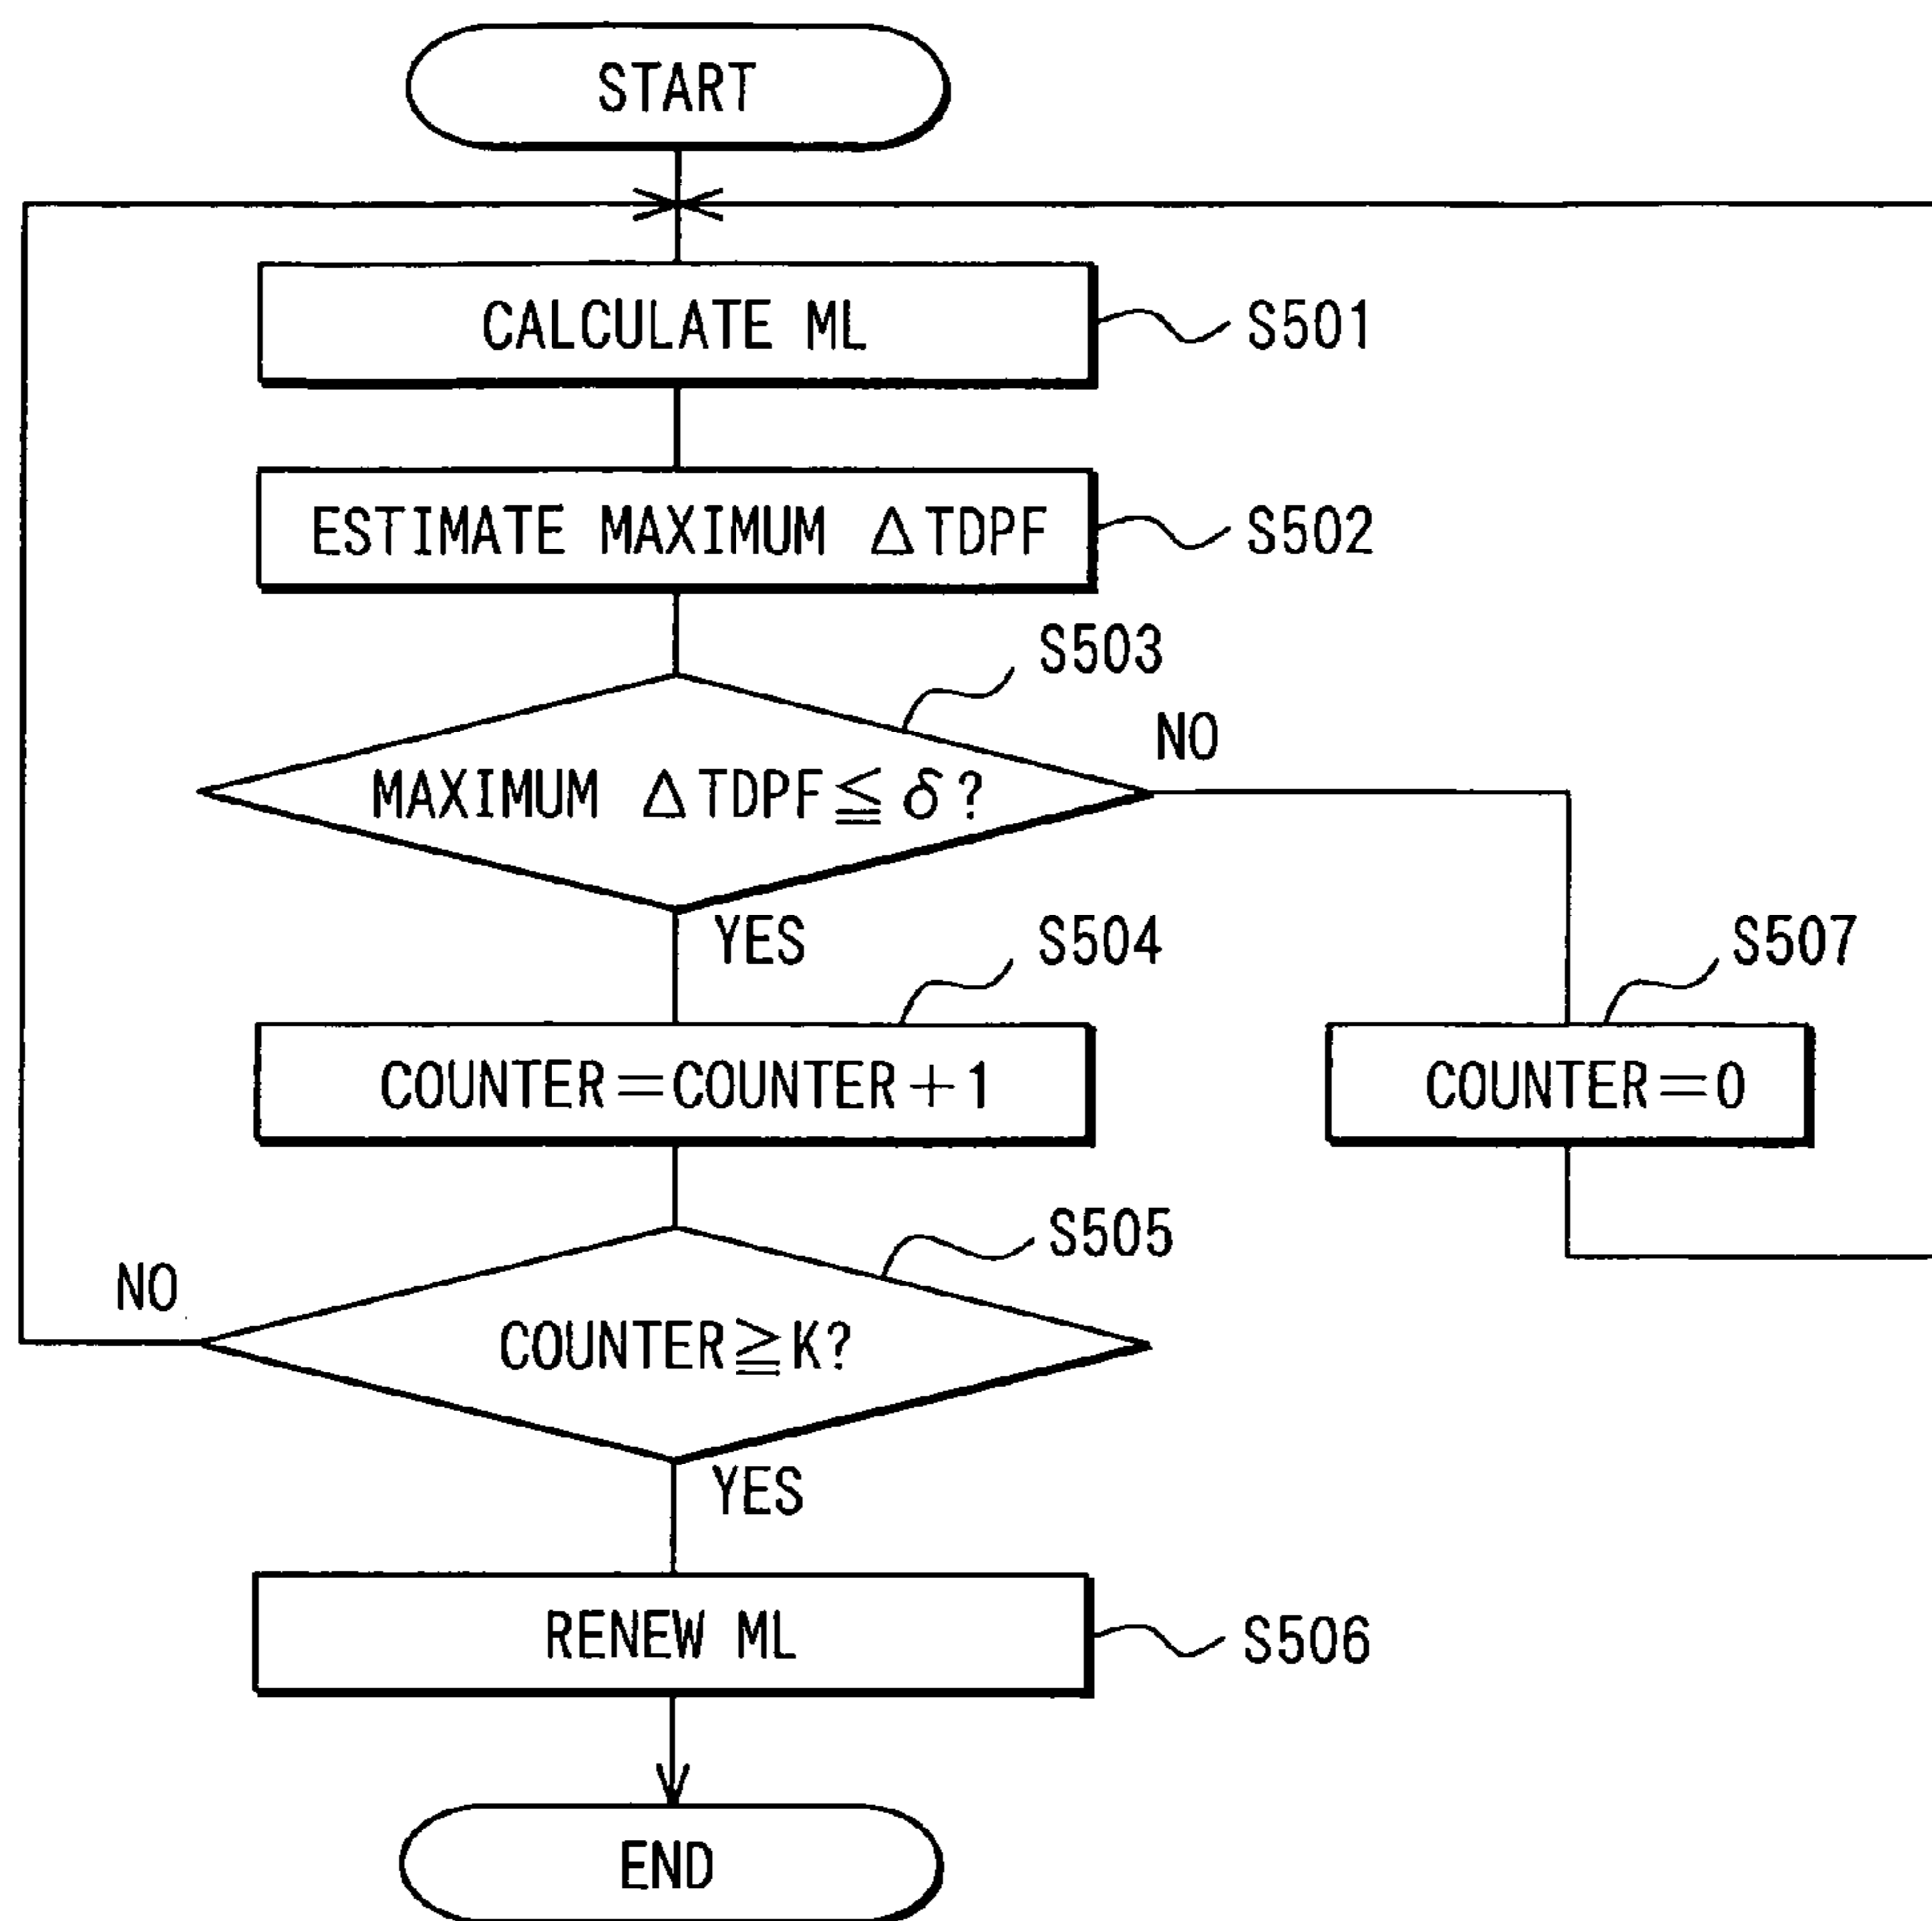 START
CALCULATE ML
S501
ESTIMATE MAXIMUM ΔTDPF
S502
S503
MAXIMUM ΔTDPF≦δ?
NO
YES
S504
S507
COUNTER=COUNTER+1
COUNTER=0
S505
NO
COUNTER≧K?
YES
RENEW ML
S506
END